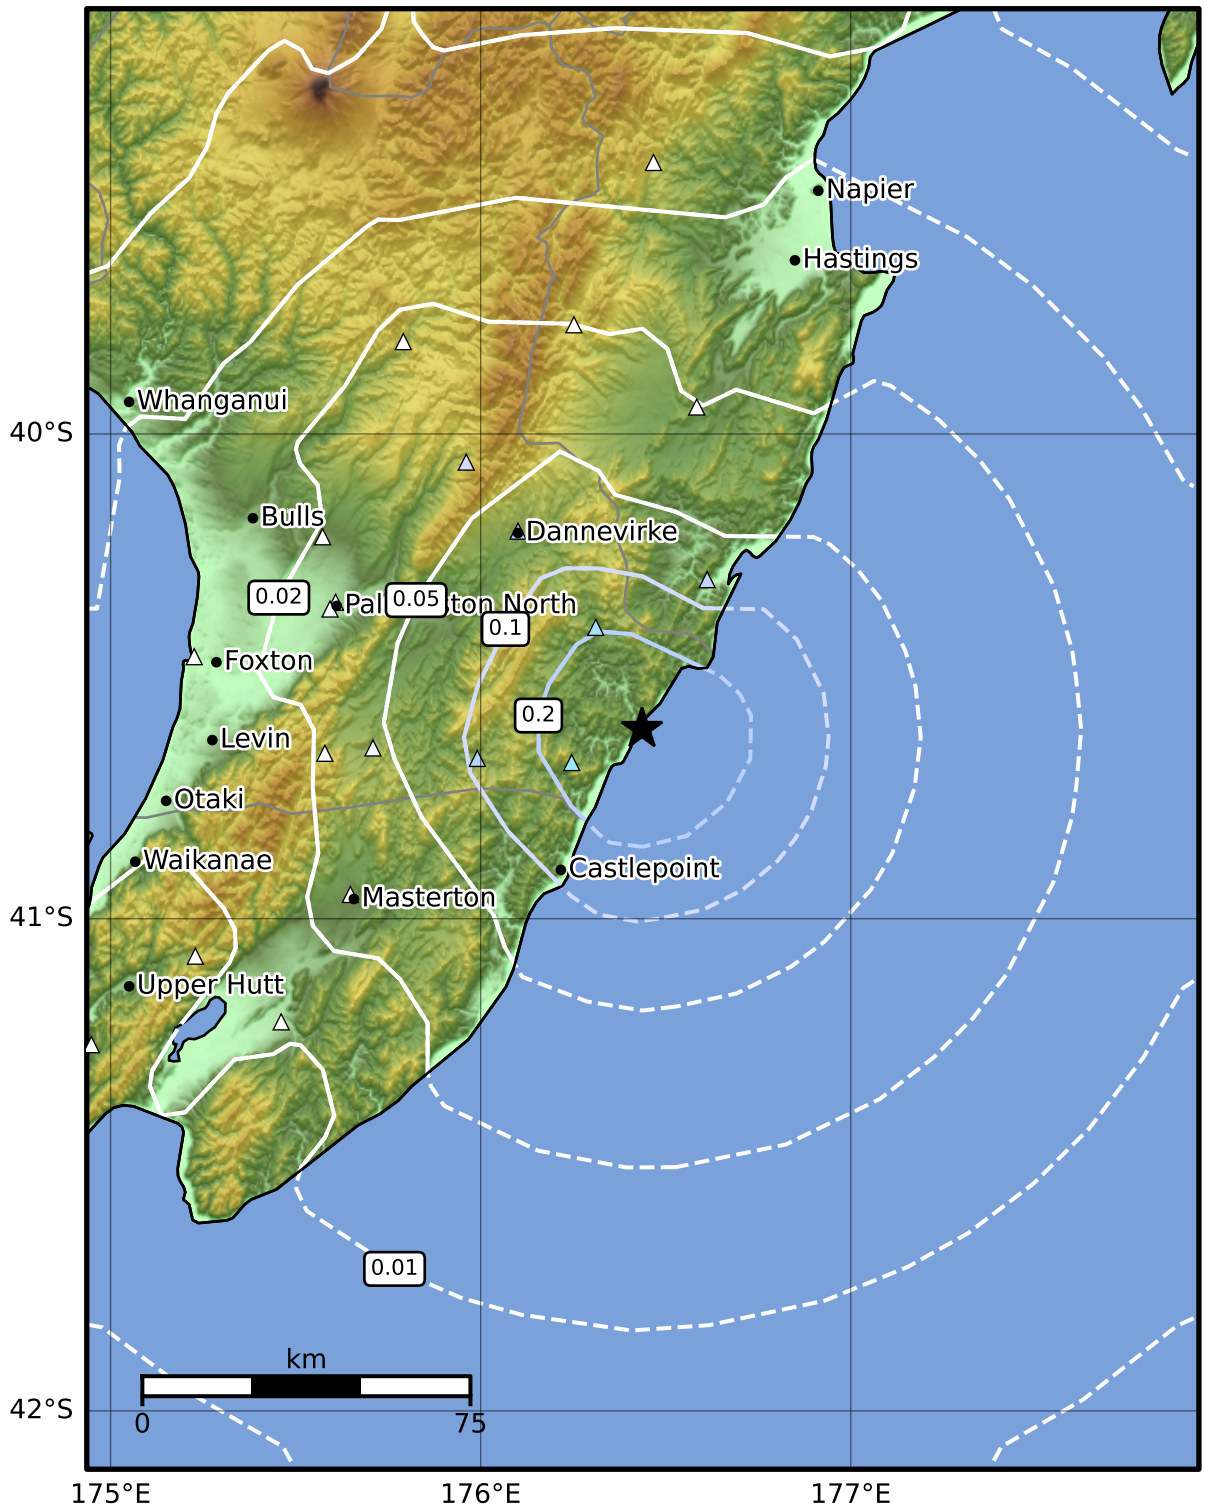 Napier
Hastings
Whanganui
40°S
Bulls
Dannevirke
0.02
0.05
Pal ton North
0.1
Foxton
0.2
Levin
Otaki
Waikanae
Castlepoint
Masterton
41°S
Upper Hutt
0.01
km
0 75
42°S
175°E 176°E 177°E